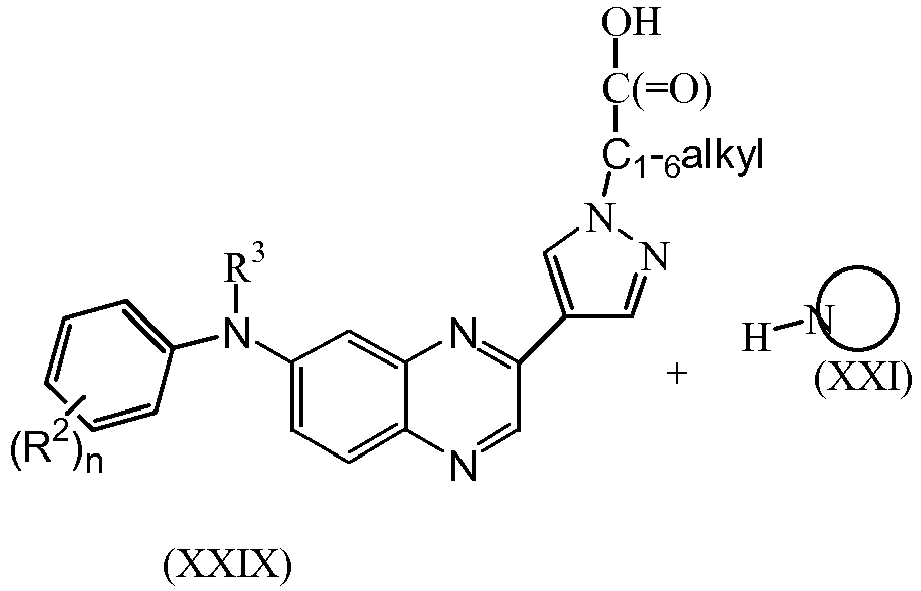 OH
C(=O)
C1-6alkyl
N
N
R³
N
N
N
H
N
+
(XXI)
(R²)n
(XXIX)